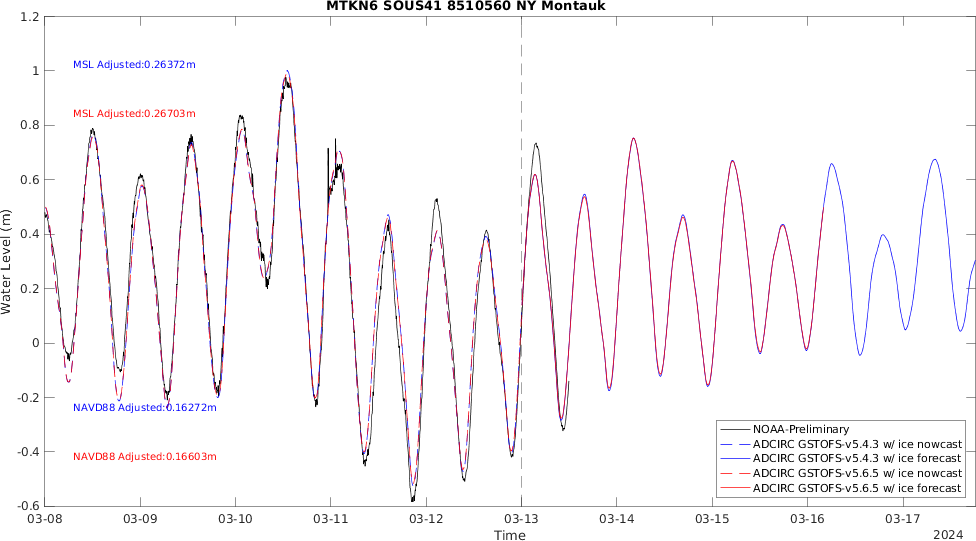 MTKN6 SOUS41 8510560 NY Montauk
1.2
1
0.8
0.6
0.4
0.2
0
-0.2
-0.4
-0.6
Water Level (m)
MSL Adjusted:0.26372m
MSL Adjusted:0.26703m
NAVD88 Adjusted:0.16272m
NAVD88 Adjusted:0.16603m
NOAA-Preliminary
ADCIRC GSTOFS-v5.4.3 w/ ice nowcast
ADCIRC GSTOFS-v5.4.3 w/ ice forecast
ADCIRC GSTOFS-v5.6.5 w/ ice nowcast
ADCIRC GSTOFS-v5.6.5 w/ ice forecast
03-08 03-09 03-10 03-11 03-12 03-13 03-14 03-15 03-16 03-17
Time
2024